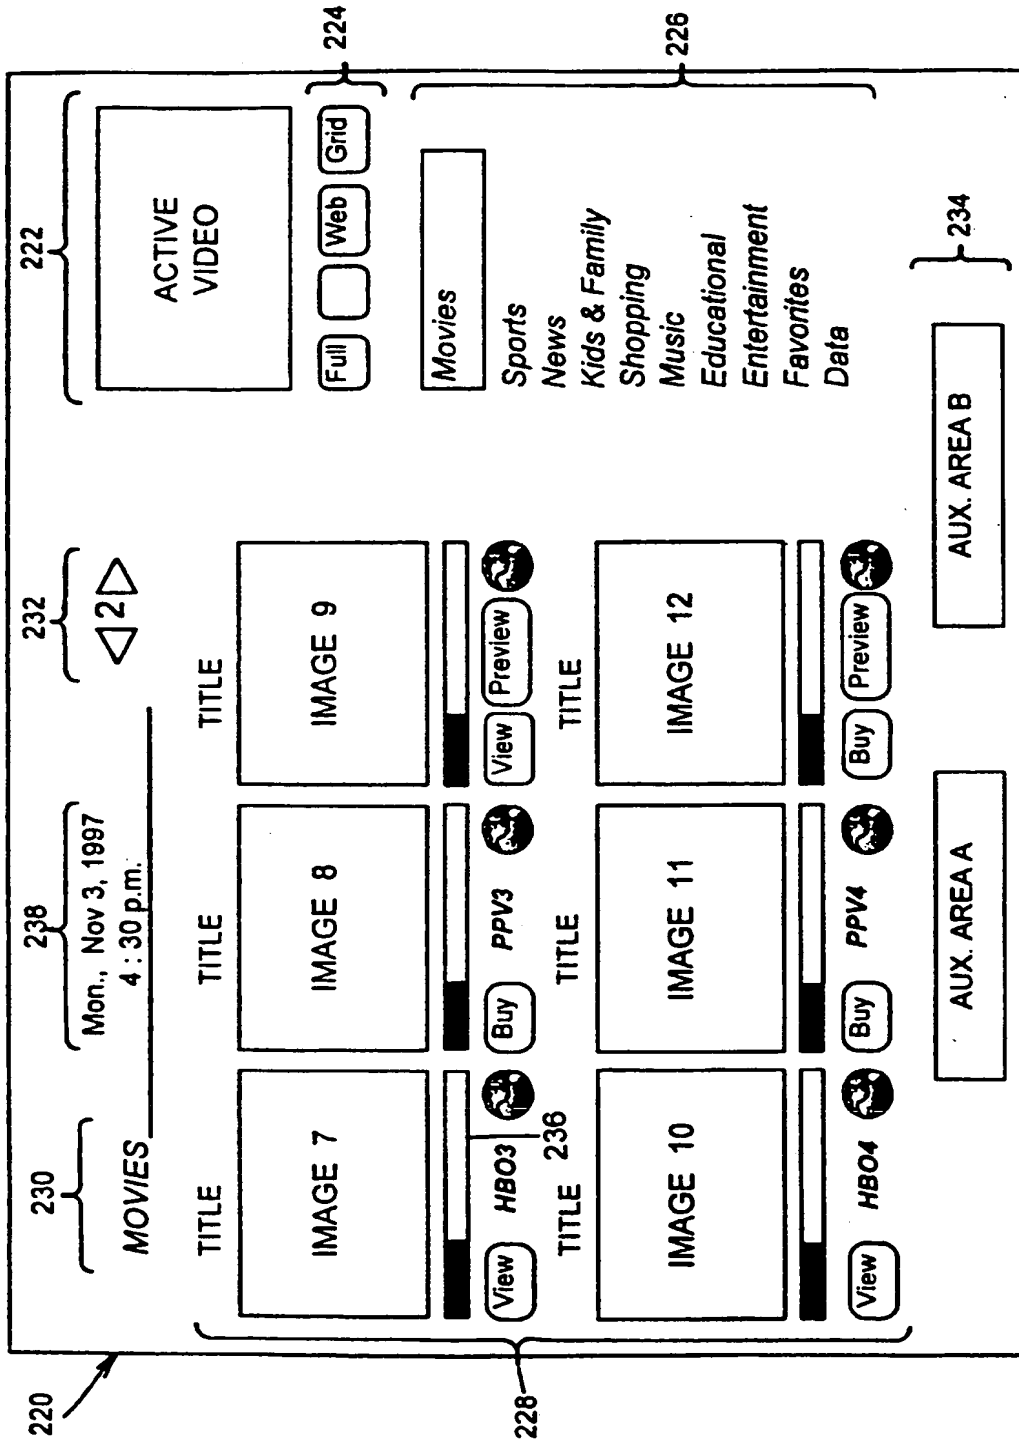 220
230
238
232
222
MOVIES
Mon., Nov 3, 1997
4 : 30 p.m.
2
ACTIVE
VIDEO
Full
Web
Grid
224
TITLE
TITLE
TITLE
IMAGE 7
IMAGE 8
IMAGE 9
View
HBO3
Buy
PPV3
View
Preview
236
TITLE
TITLE
TITLE
IMAGE 10
IMAGE 11
IMAGE 12
View
HBO4
Buy
PPV4
Buy
Preview
228
Movies
Sports
News
Kids & Family
Shopping
Music
Educational
Entertainment
Favorites
Data
226
AUX. AREA A
AUX. AREA B
234